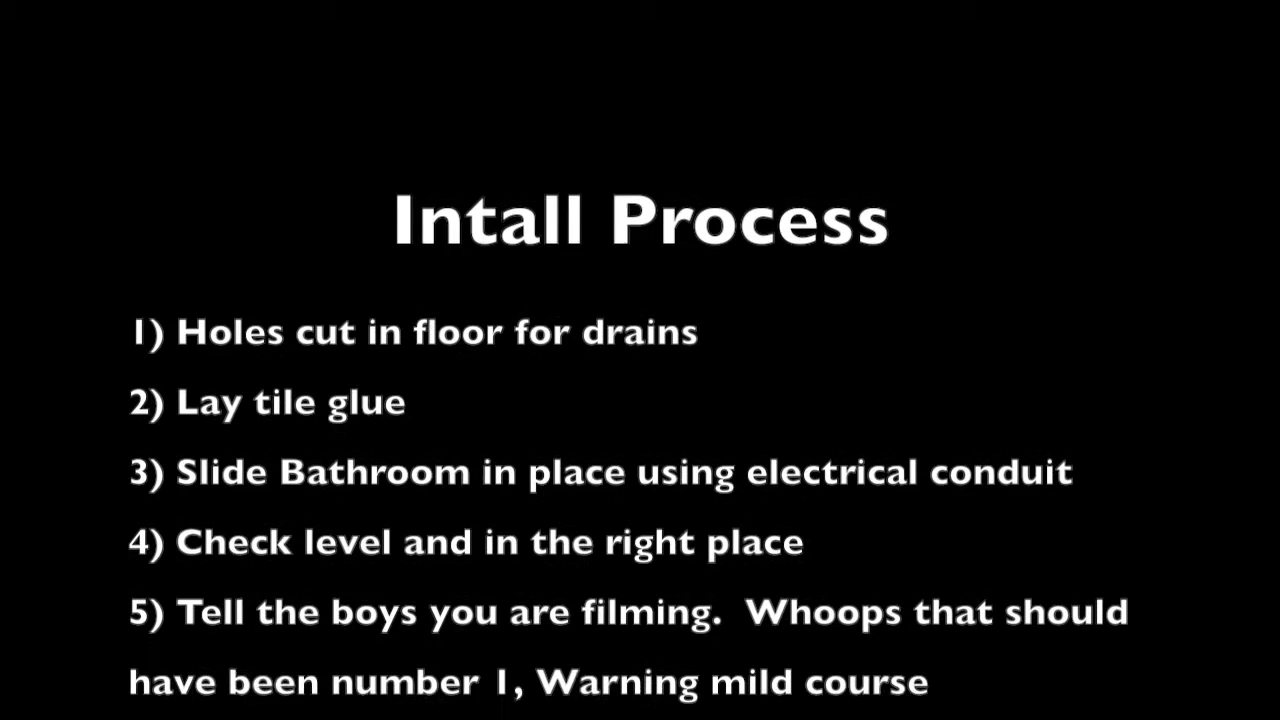 Intall Process
1) Holes cut in floor for drains
2) Lay tile glue
3) Slide Bathroom in place using electrical conduit
4) Check level and in the right place
5) Tell the boys you are filming.  Whoops that should
have been number 1, Warning mild course